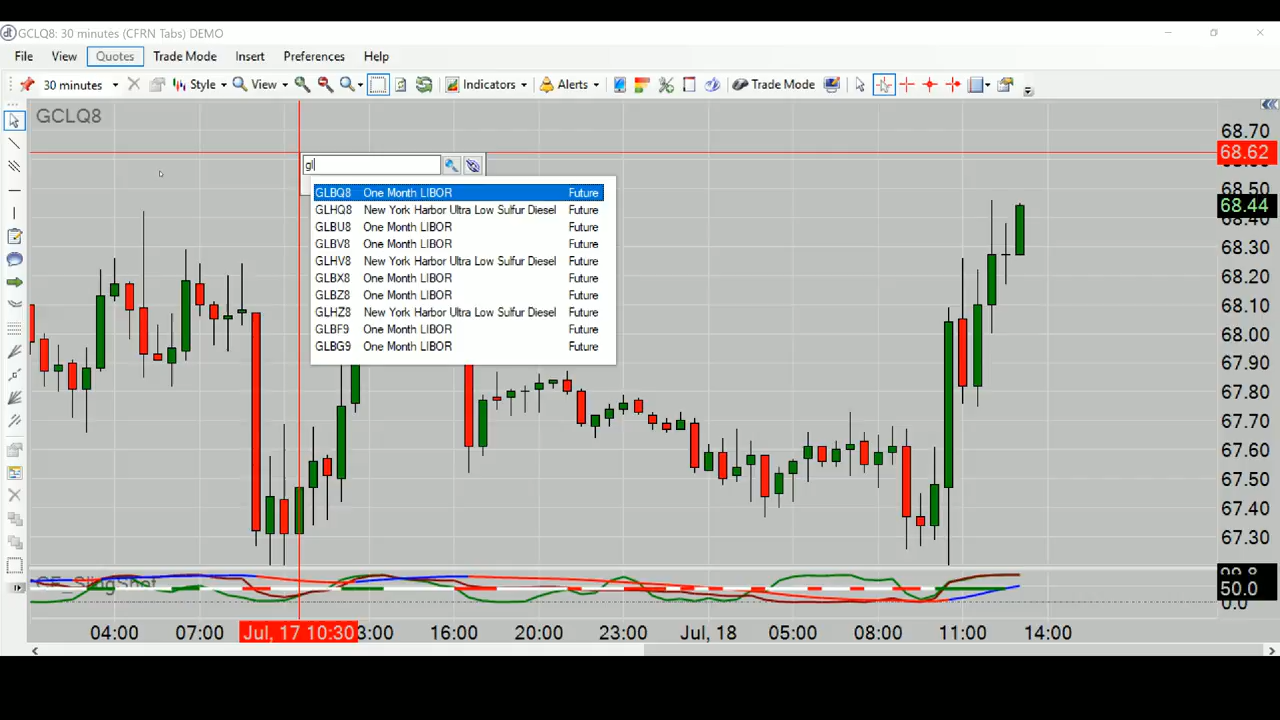 GCLQ8: 30 minutes (CFRN Tabs) DEMO
File View Quotes Trade Mode Insert Preferences Help
30 minutes Style View Indicators Alerts Trade Mode
GCLQ8
gl
GLBQ8 One Month LIBOR Future
GLHQ8 New York Harbor Ultra Low Sulfur Diesel Future
GLBU8 One Month LIBOR Future
GLBV8 One Month LIBOR Future
GLHV8 New York Harbor Ultra Low Sulfur Diesel Future
GLBX8 One Month LIBOR Future
GLBZ8 One Month LIBOR Future
GLHZ8 New York Harbor Ultra Low Sulfur Diesel Future
GLBF9 One Month LIBOR Future
GLBG9 One Month LIBOR Future
68.70
68.62
68.50
68.44
68.30
68.20
68.10
68.00
67.90
67.80
67.70
67.60
67.50
67.40
67.30
CF_SlingShot
50.0
0.0
04:00 07:00 Jul, 17 10:30 3:00 16:00 20:00 23:00 Jul, 18 05:00 08:00 11:00 14:00